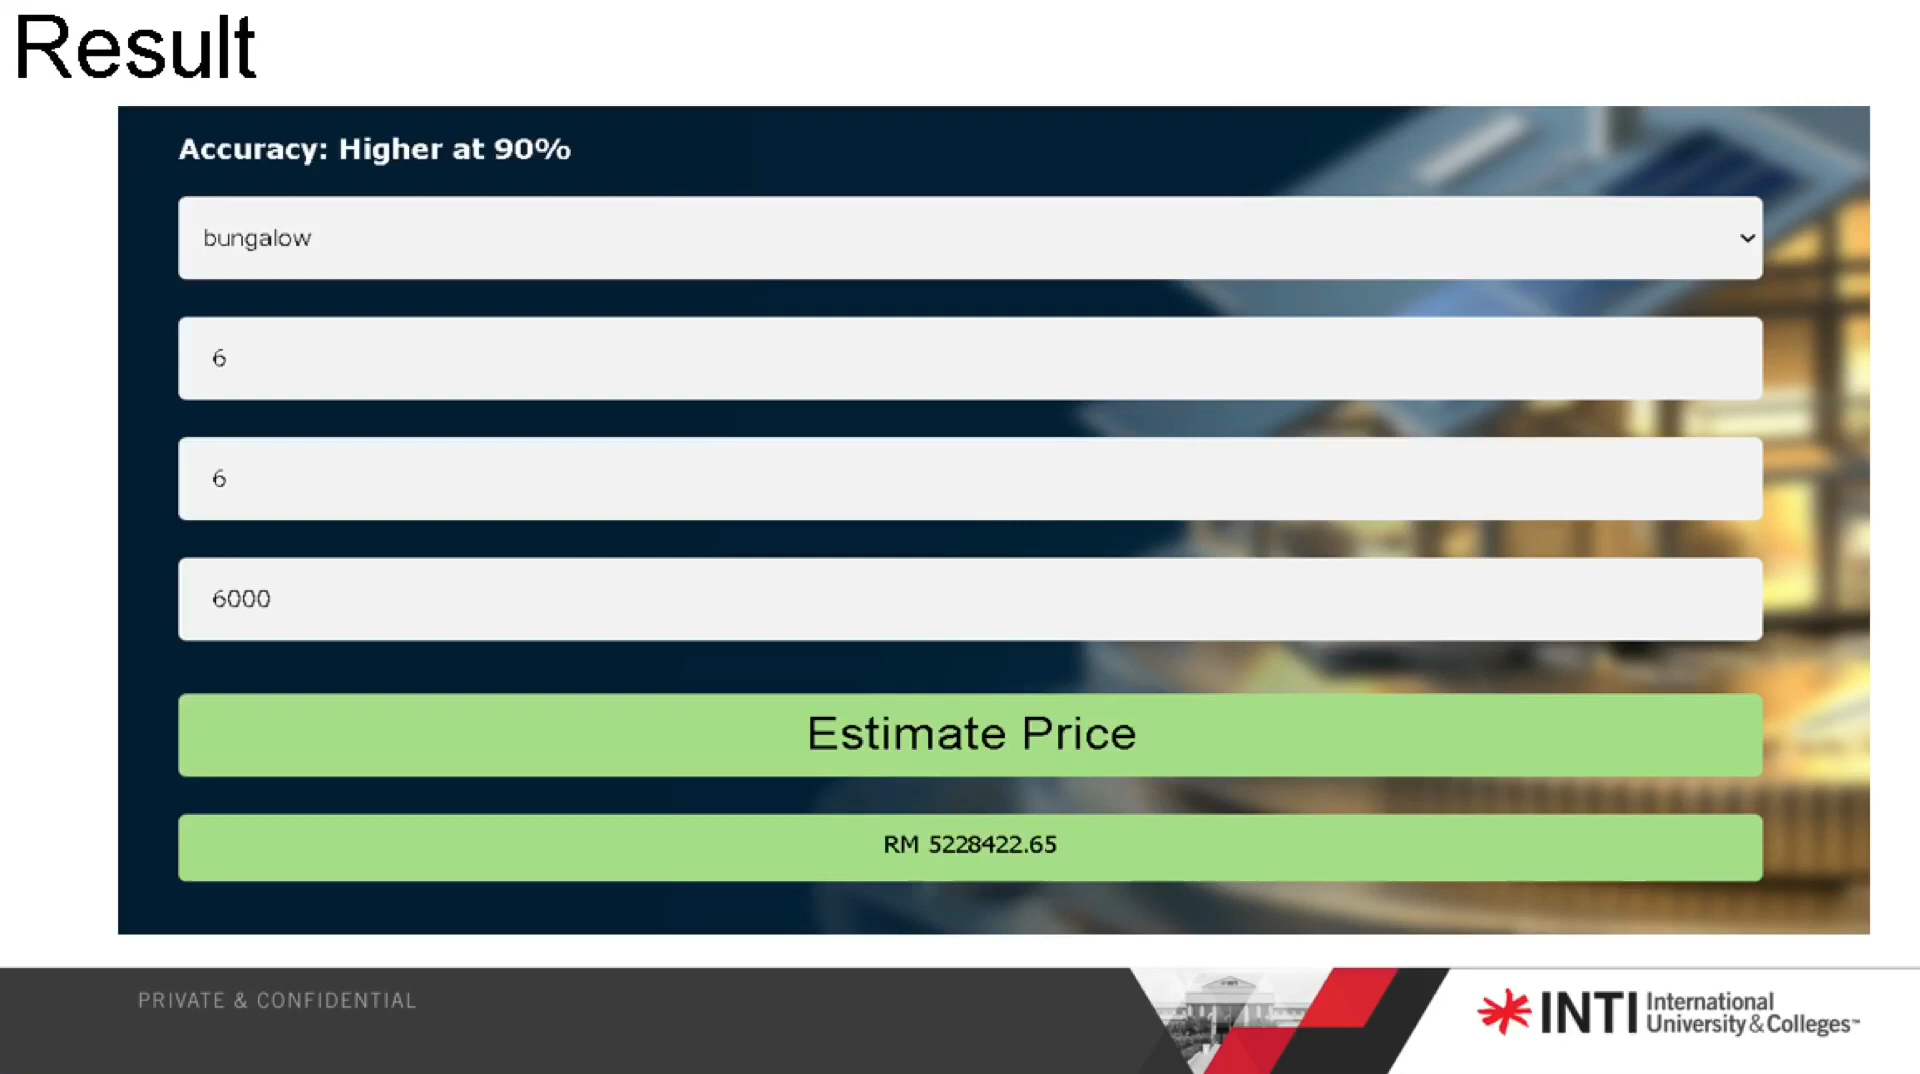 Result
Accuracy: Higher at 90%
bungalow
6
6
6000
Estimate Price
RM 5228422.65
PRIVATE & CONFIDENTIAL
INTI International
University & Colleges™